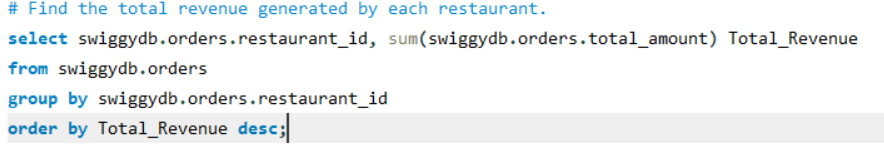 # Find the total revenue generated by each restaurant.
select swiggydb.orders.restaurant_id, sum(swiggydb.orders.total_amount) Total_Revenue
from swiggydb.orders
group by swiggydb.orders.restaurant_id
order by Total_Revenue desc;